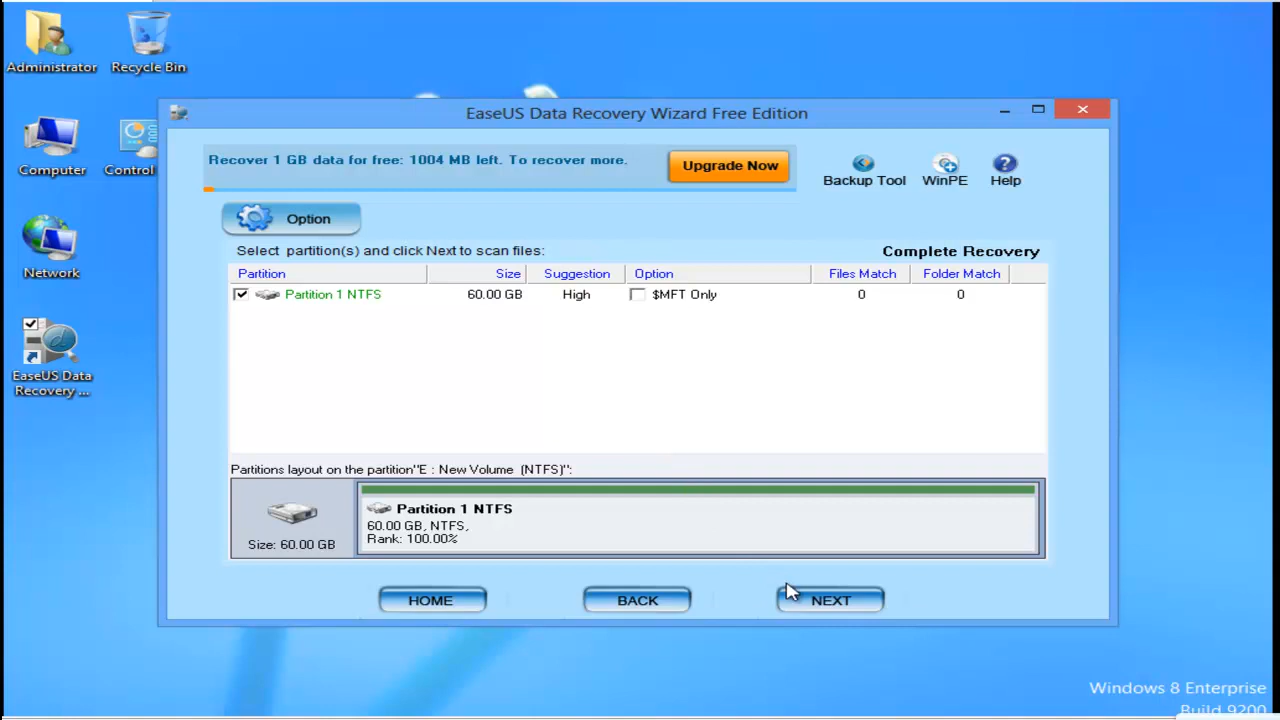 Administrator
Recycle Bin
Computer
Control
Network
EaseUS Data
Recovery ...
EaseUS Data Recovery Wizard Free Edition
Recover 1 GB data for free: 1004 MB left. To recover more.
Upgrade Now
Backup Tool
WinPE
Help
Option
Select partition(s) and click Next to scan files:
Complete Recovery
Partition Size Suggestion Option Files Match Folder Match
Partition 1 NTFS 60.00 GB High $MFT Only 0 0
Partitions layout on the partition"E : New Volume (NTFS)":
Size: 60.00 GB
Partition 1 NTFS
60.00 GB, NTFS,
Rank: 100.00%
HOME
BACK
NEXT
Windows 8 Enterprise
Build 9200